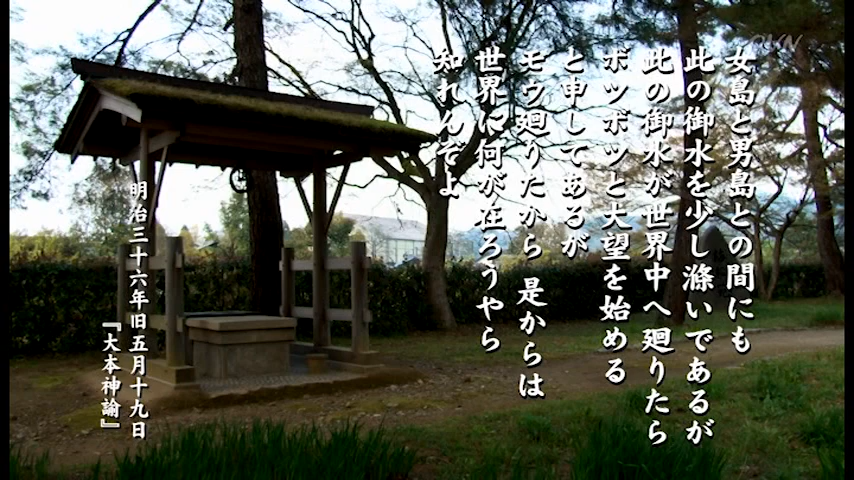 女島と男島との間にも
此の御水を少し滌いであるが
此の御水が世界中へ廻りたら
ボツボツと大望を始める
と申してあるが
モウ廻りたから 是からは
世界に何が在ろうやら
知れんぞよ
明治三十六年旧五月十九日
『大本神諭』